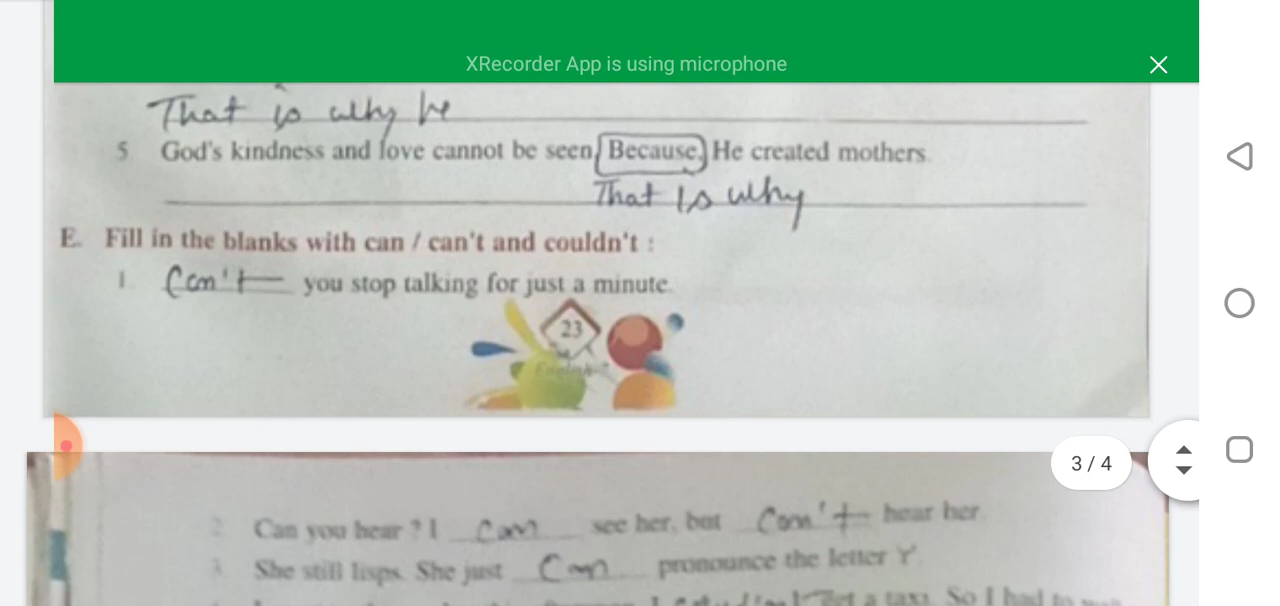 XRecorder App is using microphone
That is why he
5 God's kindness and love cannot be seen Because, He created mothers.
That Is why
E. Fill in the blanks with can / can't and couldn't :
1. Can't you stop talking for just a minute.
23
English-7
3 / 4
2. Can you hear ? I can see her, but Can't hear her.
3. She still lisps. She just Can pronounce the letter 'r'.
get a taxi. So I had to